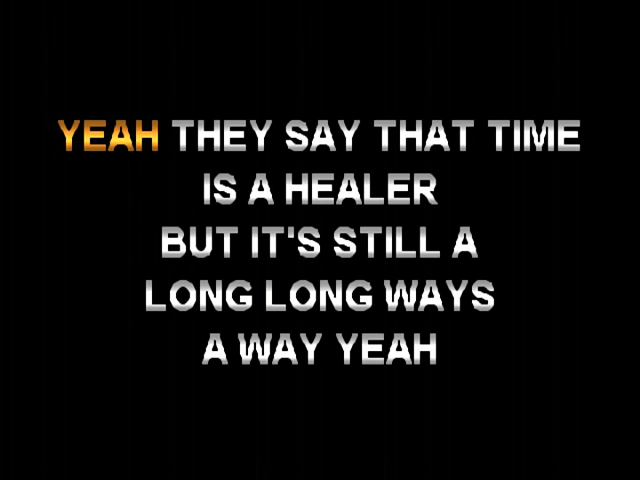 YEAH THEY SAY THAT TIME
IS A HEALER
BUT IT'S STILL A
LONG LONG WAYS
A WAY YEAH